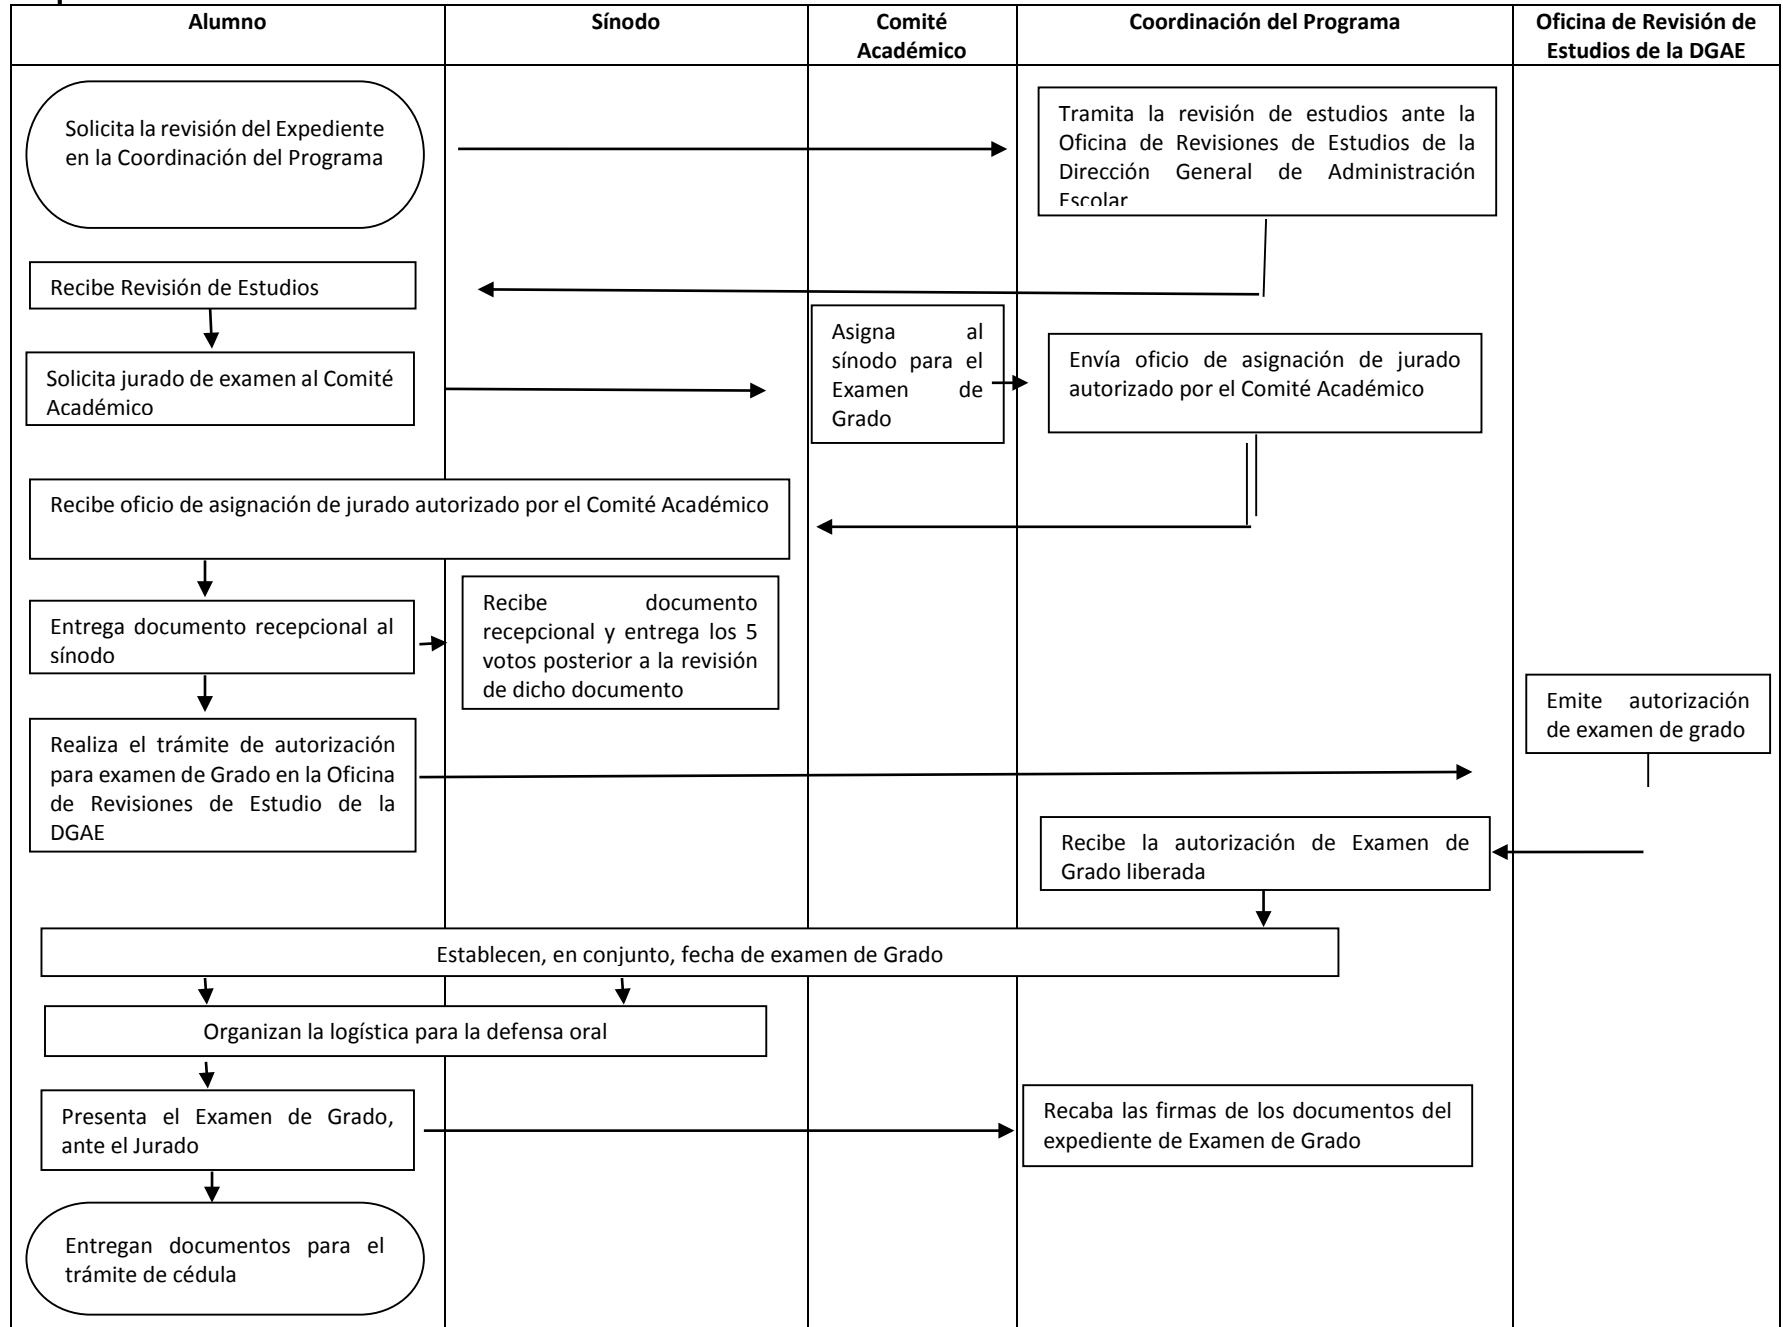 Alumno
Sínodo
Comité
Académico
Coordinación del Programa
Oficina de Revisión de
Estudios de la DGAE
Solicita la revisión del Expediente
en la Coordinación del Programa
Tramita la revisión de estudios ante la
Oficina de Revisiones de Estudios de la
Dirección General de Administración
Escolar
Recibe Revisión de Estudios
Solicita jurado de examen al Comité
Académico
Asigna al
sínodo para el
Examen de
Grado
Envía oficio de asignación de jurado
autorizado por el Comité Académico
Recibe oficio de asignación de jurado autorizado por el Comité Académico
Entrega documento recepcional al
sínodo
Recibe documento
recepcional y entrega los 5
votos posterior a la revisión
de dicho documento
Realiza el trámite de autorización
para examen de Grado en la Oficina
de Revisiones de Estudio de la
DGAE
Emite autorización
de examen de grado
Recibe la autorización de Examen de
Grado liberada
Establecen, en conjunto, fecha de examen de Grado
Organizan la logística para la defensa oral
Presenta el Examen de Grado,
ante el Jurado
Recaba las firmas de los documentos del
expediente de Examen de Grado
Entregan documentos para el
trámite de cédula